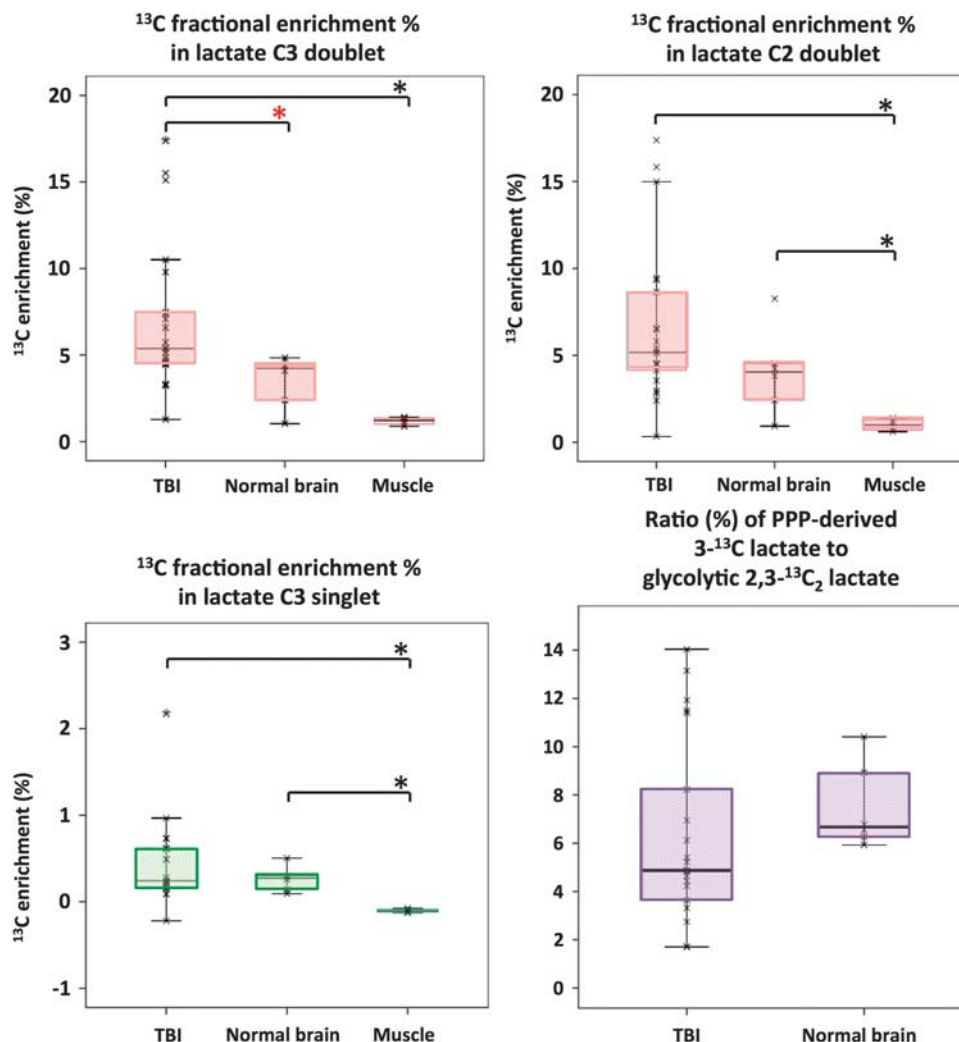 ¹³C fractional enrichment %
in lactate C3 doublet
¹³C enrichment (%)
20
15
10
5
0
*
*
TBI
Normal brain
Muscle
¹³C fractional enrichment %
in lactate C2 doublet
¹³C enrichment (%)
20
15
10
5
0
*
*
TBI
Normal brain
Muscle
¹³C fractional enrichment %
in lactate C3 singlet
¹³C enrichment (%)
3
2
1
0
-1
*
*
TBI
Normal brain
Muscle
Ratio (%) of PPP-derived
3-¹³C lactate to
glycolytic 2,3-¹³C₂ lactate
14
12
10
8
6
4
2
0
TBI
Normal brain